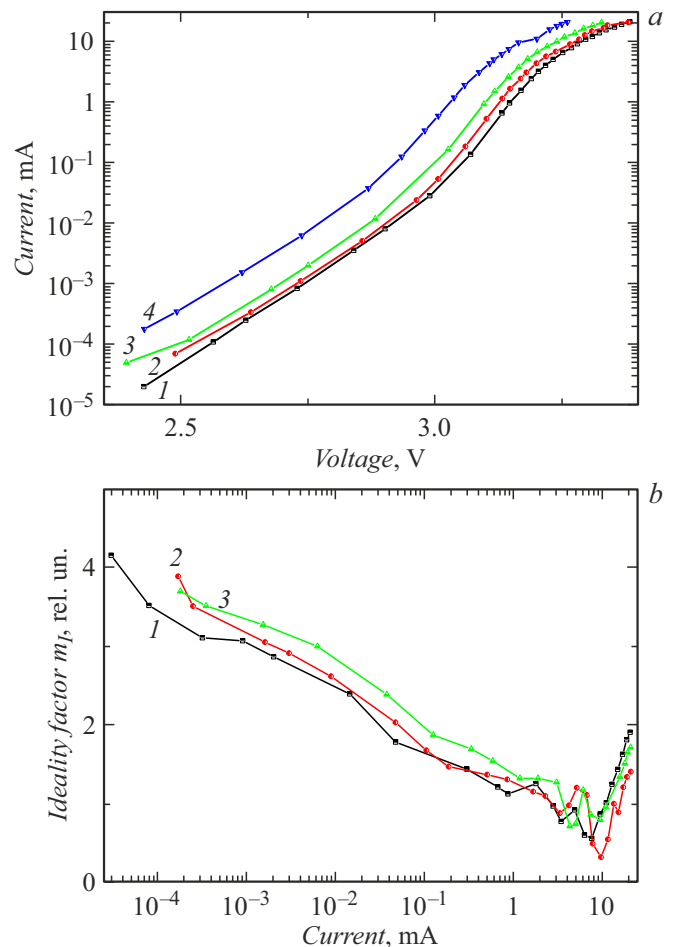 a
10
1
10⁻¹
10⁻²
10⁻³
10⁻⁴
10⁻⁵
Current, mA
4
3
2
1
2.5 3.0
Voltage, V
b
4
2
0
Ideality factor m_I, rel. un.
2
3
1
10⁻⁴ 10⁻³ 10⁻² 10⁻¹ 1 10
Current, mA